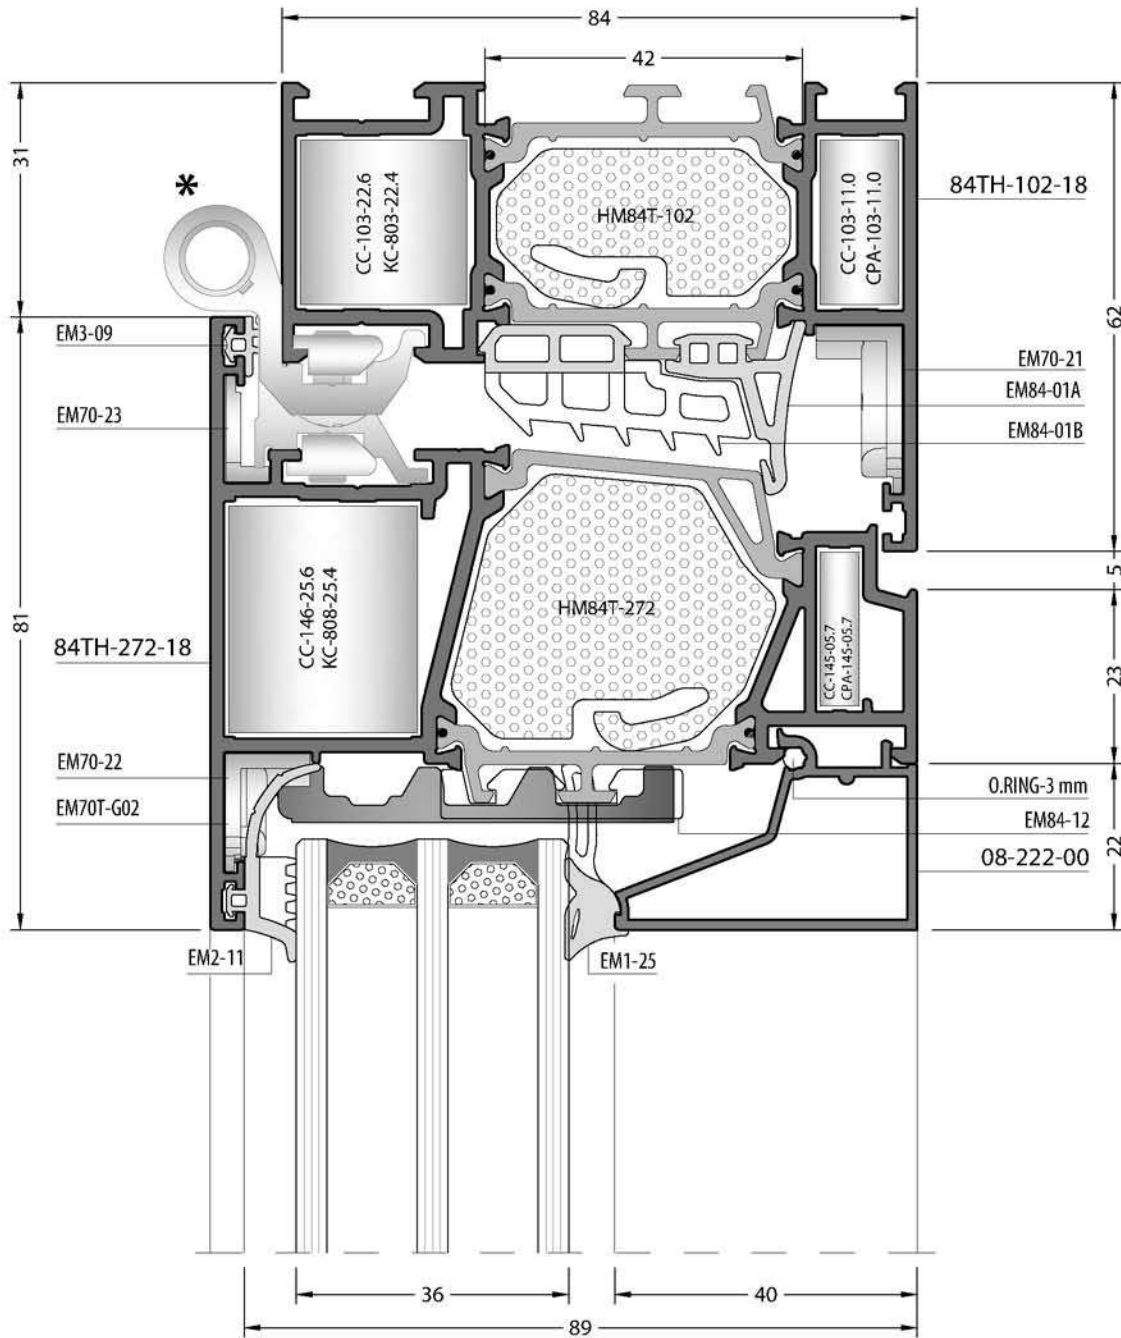 84
42
31
*
CC-103-22.6
KC-803-22.4
HM84T-102
CC-103-11.0
CPA-103-11.0
84TH-102-18
62
EM3-09
EM70-21
EM70-23
EM84-01A
EM84-01B
5
81
CC-146-25.6
KC-808-25.4
HM84T-272
CC-145-05.7
CPA-145-05.7
84TH-272-18
23
EM70-22
EM70T-G02
O.RING-3 mm
EM84-12
08-222-00
22
EM2-11
EM1-25
36
40
89